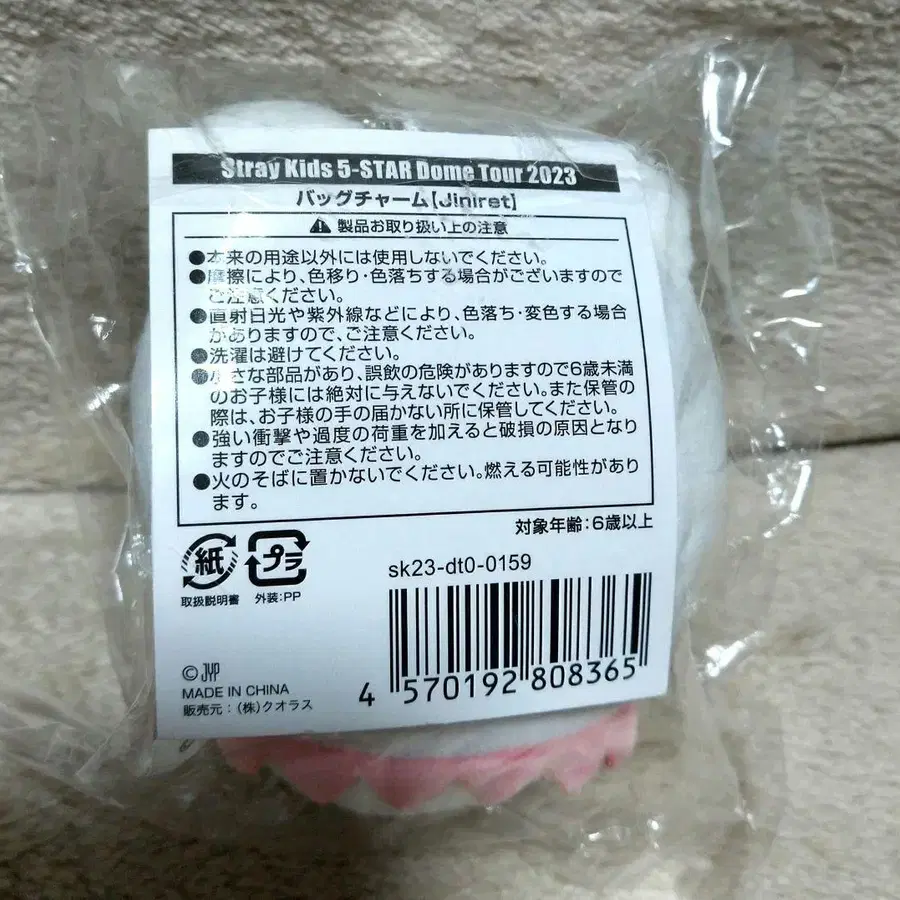 Stray Kids 5-STAR Dome Tour 2023
バッグチャーム【Jiniret】
製品お取り扱い上の注意
●本来の用途以外には使用しないでください。
●摩擦により、色移り・色落ちする場合がございますので
ご注意ください。
●直射日光や紫外線などにより、色落ち・変色する場合
がありますので、ご注意ください。
●洗濯は避けてください。
●小さな部品があり、誤飲の危険がありますので6歳未満
のお子様には絶対に与えないでください。また保管の
際は、お子様の手の届かない所に保管してください。
●強い衝撃や過度の荷重を加えると破損の原因となり
ますのでご注意ください。
●火のそばに置かないでください。燃える可能性があり
ます。
対象年齢:6歳以上
紙
プラ
取扱説明書 外装:PP
sk23-dt0-0159
4 570192 808365
© JYP
MADE IN CHINA
販売元:(株)クオラス